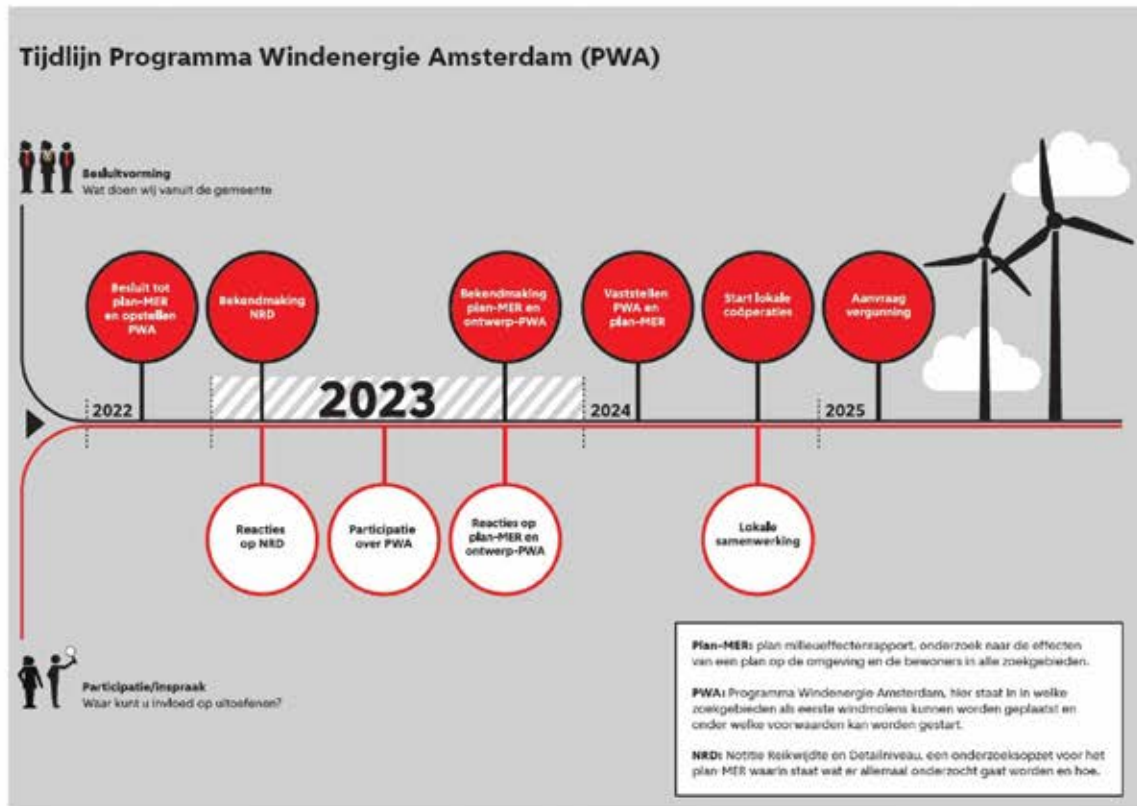 Tijdlijn Programma Windenergie Amsterdam (PWA)
Besluitvorming
Wat doen wij vanuit de gemeente
Besluit tot
plan-MER
en opstellen
PWA
Bekendmaking
NRD
Bekendmaking
plan-MER en
ontwerp-PWA
Vaststellen
PWA en
plan-MER
Start lokale
coöperaties
Aanvraag
vergunning
2022
2023
2024
2025
Reacties
op NRD
Participatie
over PWA
Reacties op
plan-MER en
ontwerp-PWA
Lokale
samenwerking
Participatie/inspraak
Waar kunt u invloed op uitoefenen?
Plan-MER: plan milieueffectenrapport, onderzoek naar de effecten
van een plan op de omgeving en de bewoners in alle zoekgebieden.
PWA: Programma Windenergie Amsterdam, hier staat in in welke
zoekgebieden als eerste windmolens kunnen worden geplaatst en
onder welke voorwaarden kan worden gestart.
NRD: Notitie Reikwijdte en Detailniveau, een onderzoeksopzet voor het
plan-MER waarin staat wat er allemaal onderzocht gaat worden en hoe.